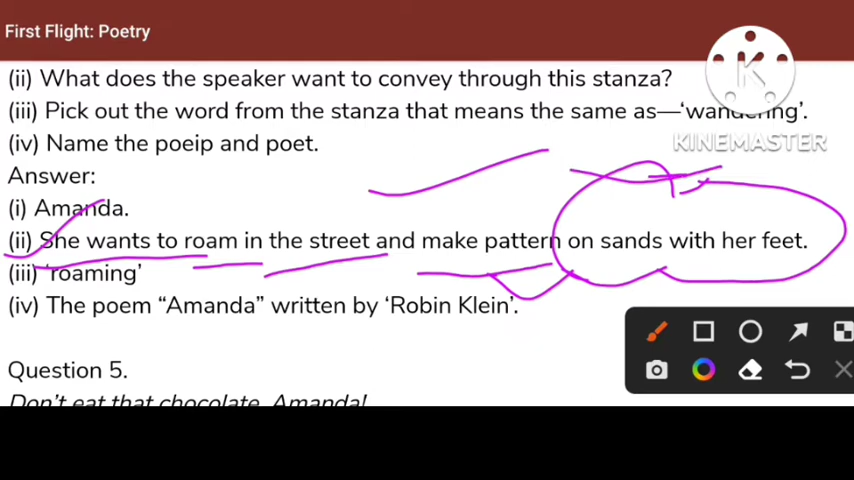 First Flight: Poetry
(ii) What does the speaker want to convey through this stanza?
(iii) Pick out the word from the stanza that means the same as—‘wandering’.
(iv) Name the poeip and poet.
KINEMASTER
Answer:
(i) Amanda.
(ii) She wants to roam in the street and make pattern on sands with her feet.
(iii) ‘roaming’
(iv) The poem “Amanda” written by ‘Robin Klein’.
Question 5.
Don’t eat that chocolate, Amanda!